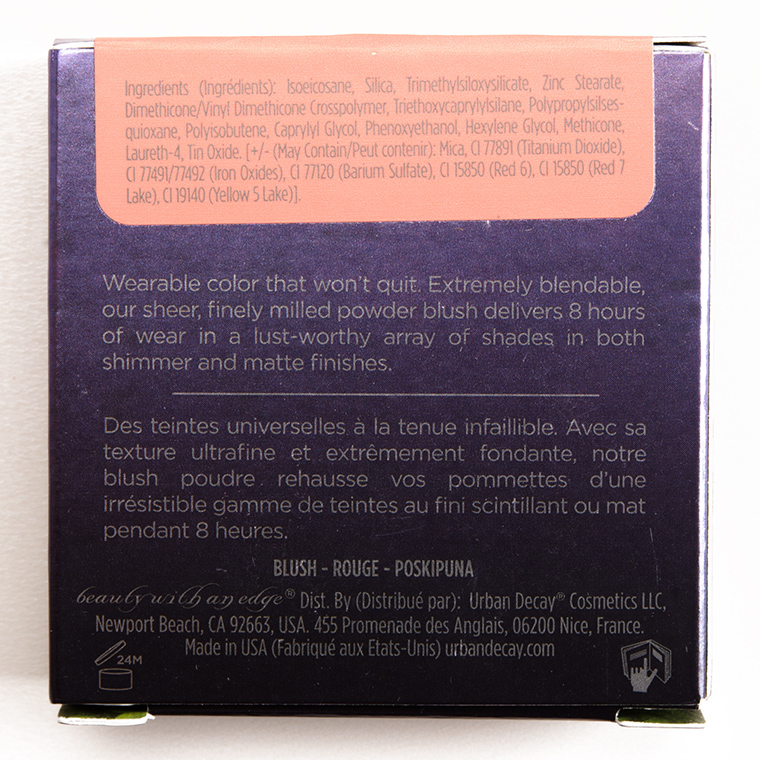 Ingredients (Ingrédients): Isoeicosane, Silica, Trimethylsiloxysilicate, Zinc Stearate,
Dimethicone/Vinyl Dimethicone Crosspolymer, Triethoxycaprylylsilane, Polypropylsilses-
quioxane, Polyisobutene, Caprylyl Glycol, Phenoxyethanol, Hexylene Glycol, Methicone,
Laureth-4, Tin Oxide. [+/- (May Contain/Peut contenir): Mica, CI 77891 (Titanium Dioxide),
CI 77491/77492 (Iron Oxides), CI 77120 (Barium Sulfate), CI 15850 (Red 6), CI 15850 (Red 7
Lake), CI 19140 (Yellow 5 Lake)].
Wearable color that won't quit. Extremely blendable,
our sheer, finely milled powder blush delivers 8 hours
of wear in a lust-worthy array of shades in both
shimmer and matte finishes.
Des teintes universelles à la tenue infaillible. Avec sa
texture ultrafine et extrêmement fondante, notre
blush poudre rehausse vos pommettes d'une
irrésistible gamme de teintes au fini scintillant ou mat
pendant 8 heures.
BLUSH - ROUGE - POSKIPUNA
beauty with an edge® Dist. By (Distribué par): Urban Decay® Cosmetics LLC,
Newport Beach, CA 92663, USA. 455 Promenade des Anglais, 06200 Nice, France.
Made in USA (Fabriqué aux Etats-Unis) urbandecay.com
24M